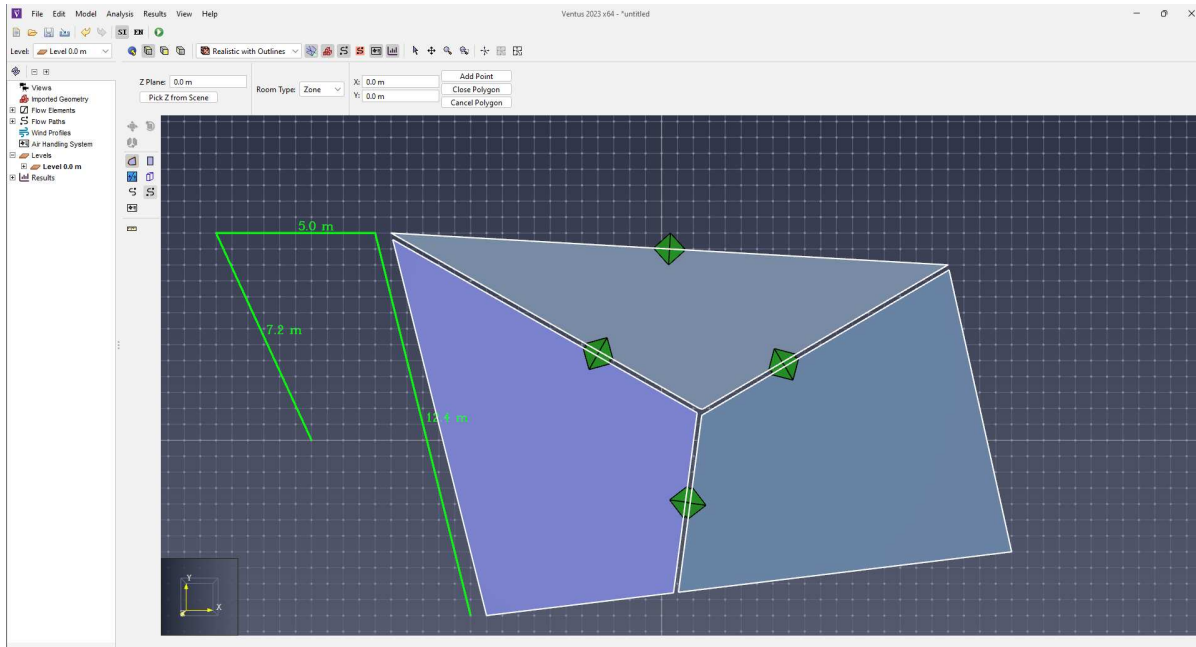 File Edit Model Analysis Results View Help
Ventus 2023 x64 - *untitled
SI EN
Level: Level 0.0 m
Realistic with Outlines
Views
Imported Geometry
Flow Elements
Flow Paths
Wind Profiles
Air Handling System
Levels
Level 0.0 m
Results
Z Plane: 0.0 m
Pick Z from Scene
Room Type: Zone
X: 0.0 m
Y: 0.0 m
Add Point
Close Polygon
Cancel Polygon
5.0 m
7.2 m
12.4 m
Y
X